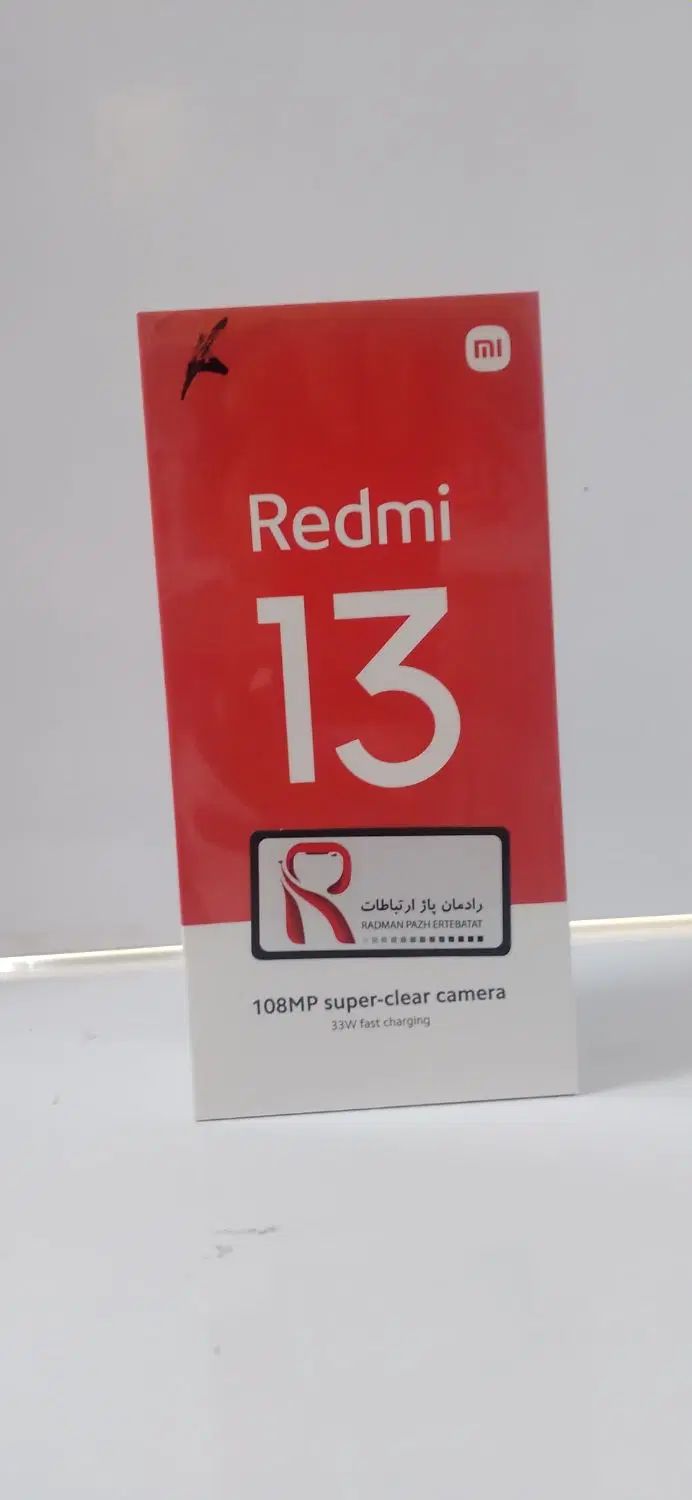 mi
Redmi
13
رادمان پاژ ارتباطات
RADMAN PAZH ERTEBATAT
108MP super-clear camera
33W fast charging